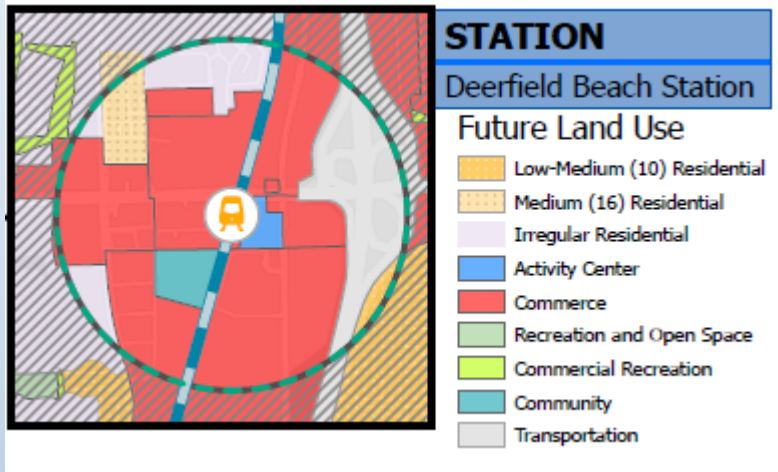 STATION
Deerfield Beach Station
Future Land Use
Low-Medium (10) Residential
Medium (16) Residential
Irregular Residential
Activity Center
Commerce
Recreation and Open Space
Commercial Recreation
Community
Transportation